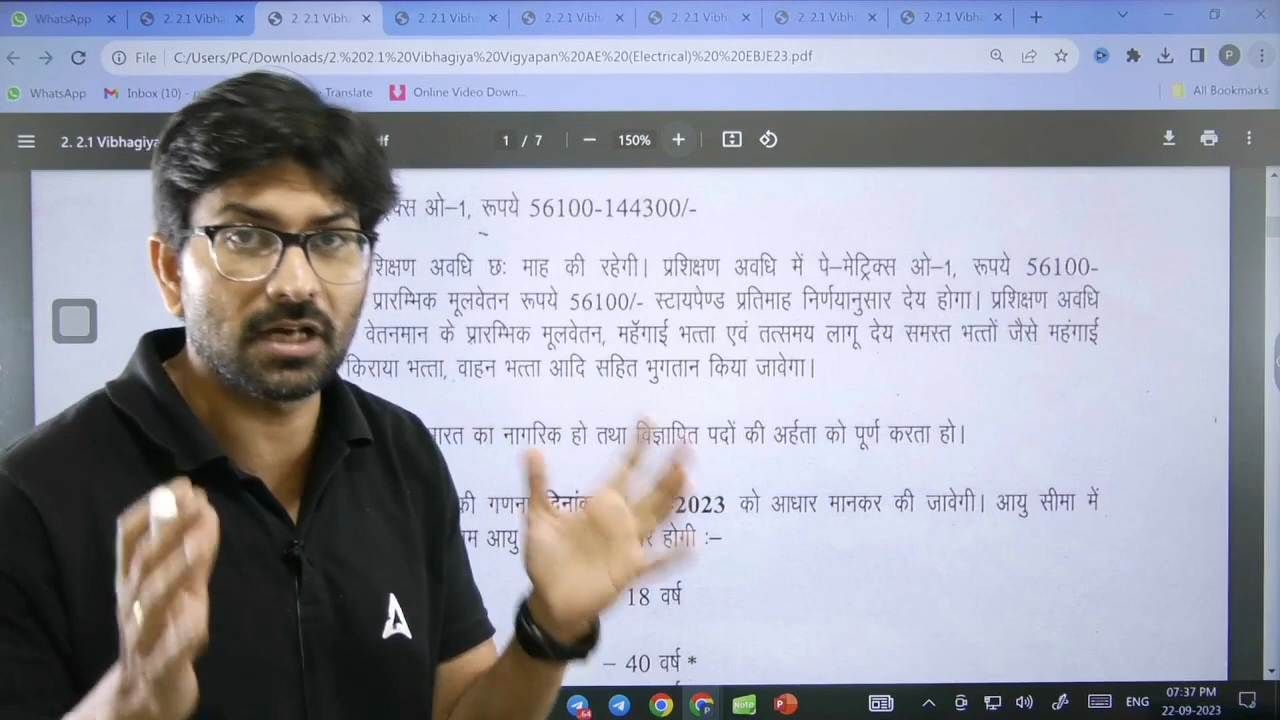 WhatsApp
2. 2.1 Vibh
2. 2.1 Vibh
2. 2.1 Vibh
2. 2.1 Vibh
2. 2.1 Vibh
2. 2.1 Vibh
2. 2.1 Vibh
File C:/Users/PC/Downloads/2.%202.1%20Vibhagiya%20Vigyapan%20AE%20(Electrical)%20%20EBJE23.pdf
P
WhatsApp Inbox (10) Translate Online Video Down... All Bookmarks
2. 2.1 Vibhagiya 1 / 7 150%
ओ–1, रूपये 56100-144300/-
अवधि छः माह की रहेगी। प्रशिक्षण अवधि में पे–मेट्रिक्स ओ–1, रूपये 56100-
प्रारम्भिक मूलवेतन रूपये 56100/- स्टायपेण्ड प्रतिमाह निर्णयानुसार देय होगा। प्रशिक्षण अवधि
वेतनमान के प्रारम्भिक मूलवेतन, महॅगाई भत्ता एवं तत्समय लागू देय समस्त भत्तों जैसे महंगाई
किराया भत्ता, वाहन भत्ता आदि सहित भुगतान किया जावेगा।
का नागरिक हो तथा विज्ञापित पदों की अर्हता को पूर्ण करता हो।
की गणना 2023 को आधार मानकर की जावेगी। आयु सीमा में
आयु होगी :–
18 वर्ष
– 40 वर्ष *
64 Note ENG 07:37 PM
22-09-2023